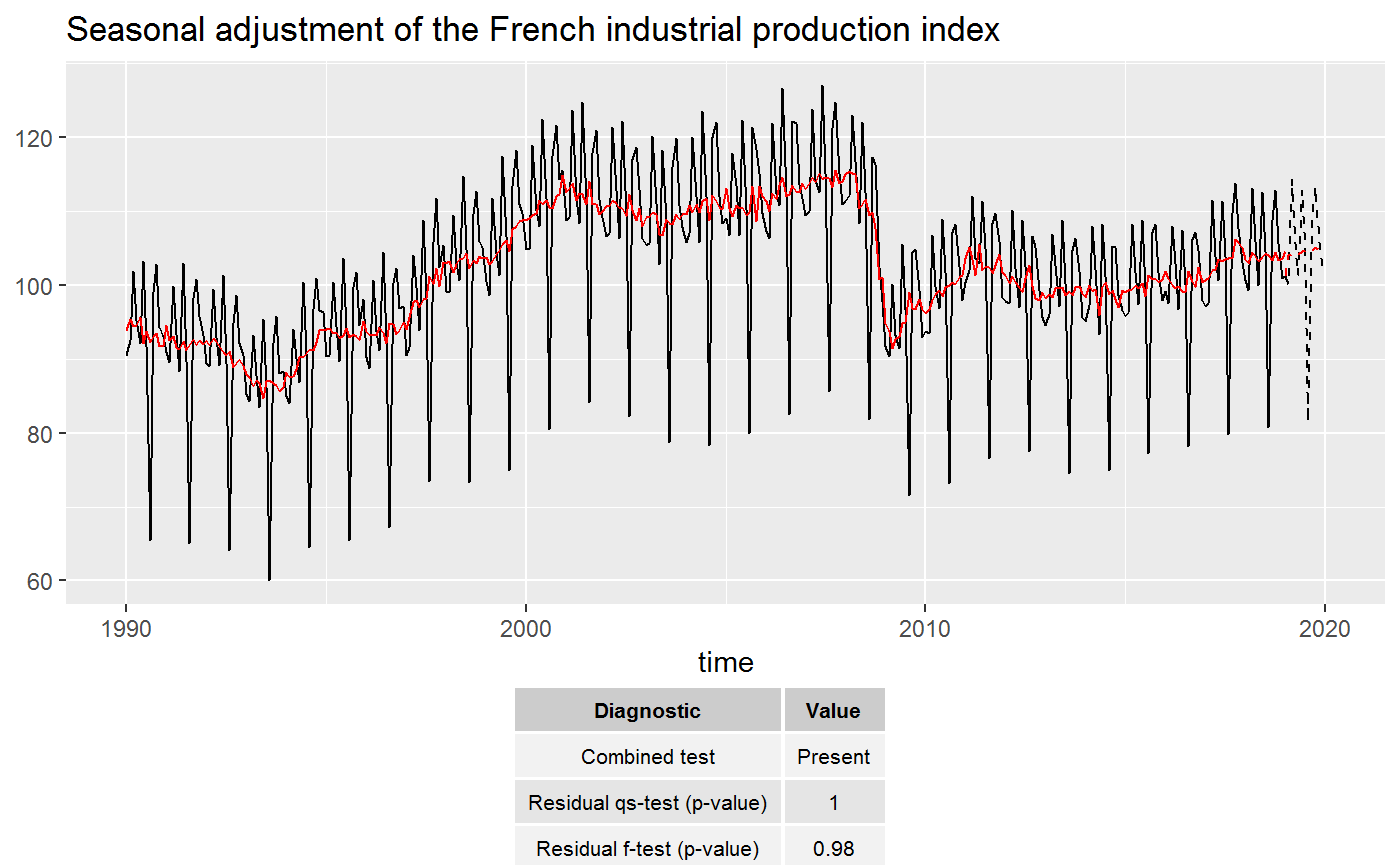 Seasonal adjustment of the French industrial production index
120
100
80
60
1990 2000 2010 2020
time
Diagnostic Value
Combined test Present
Residual qs-test (p-value) 1
Residual f-test (p-value) 0.98